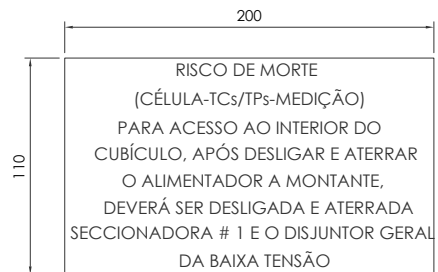 200
110
RISCO DE MORTE
(CÉLULA-TCs/TPs-MEDIÇÃO)
PARA ACESSO AO INTERIOR DO
CUBÍCULO, APÓS DESLIGAR E ATERRAR
O ALIMENTADOR A MONTANTE,
DEVERÁ SER DESLIGADA E ATERRADA
SECCIONADORA # 1 E O DISJUNTOR GERAL
DA BAIXA TENSÃO